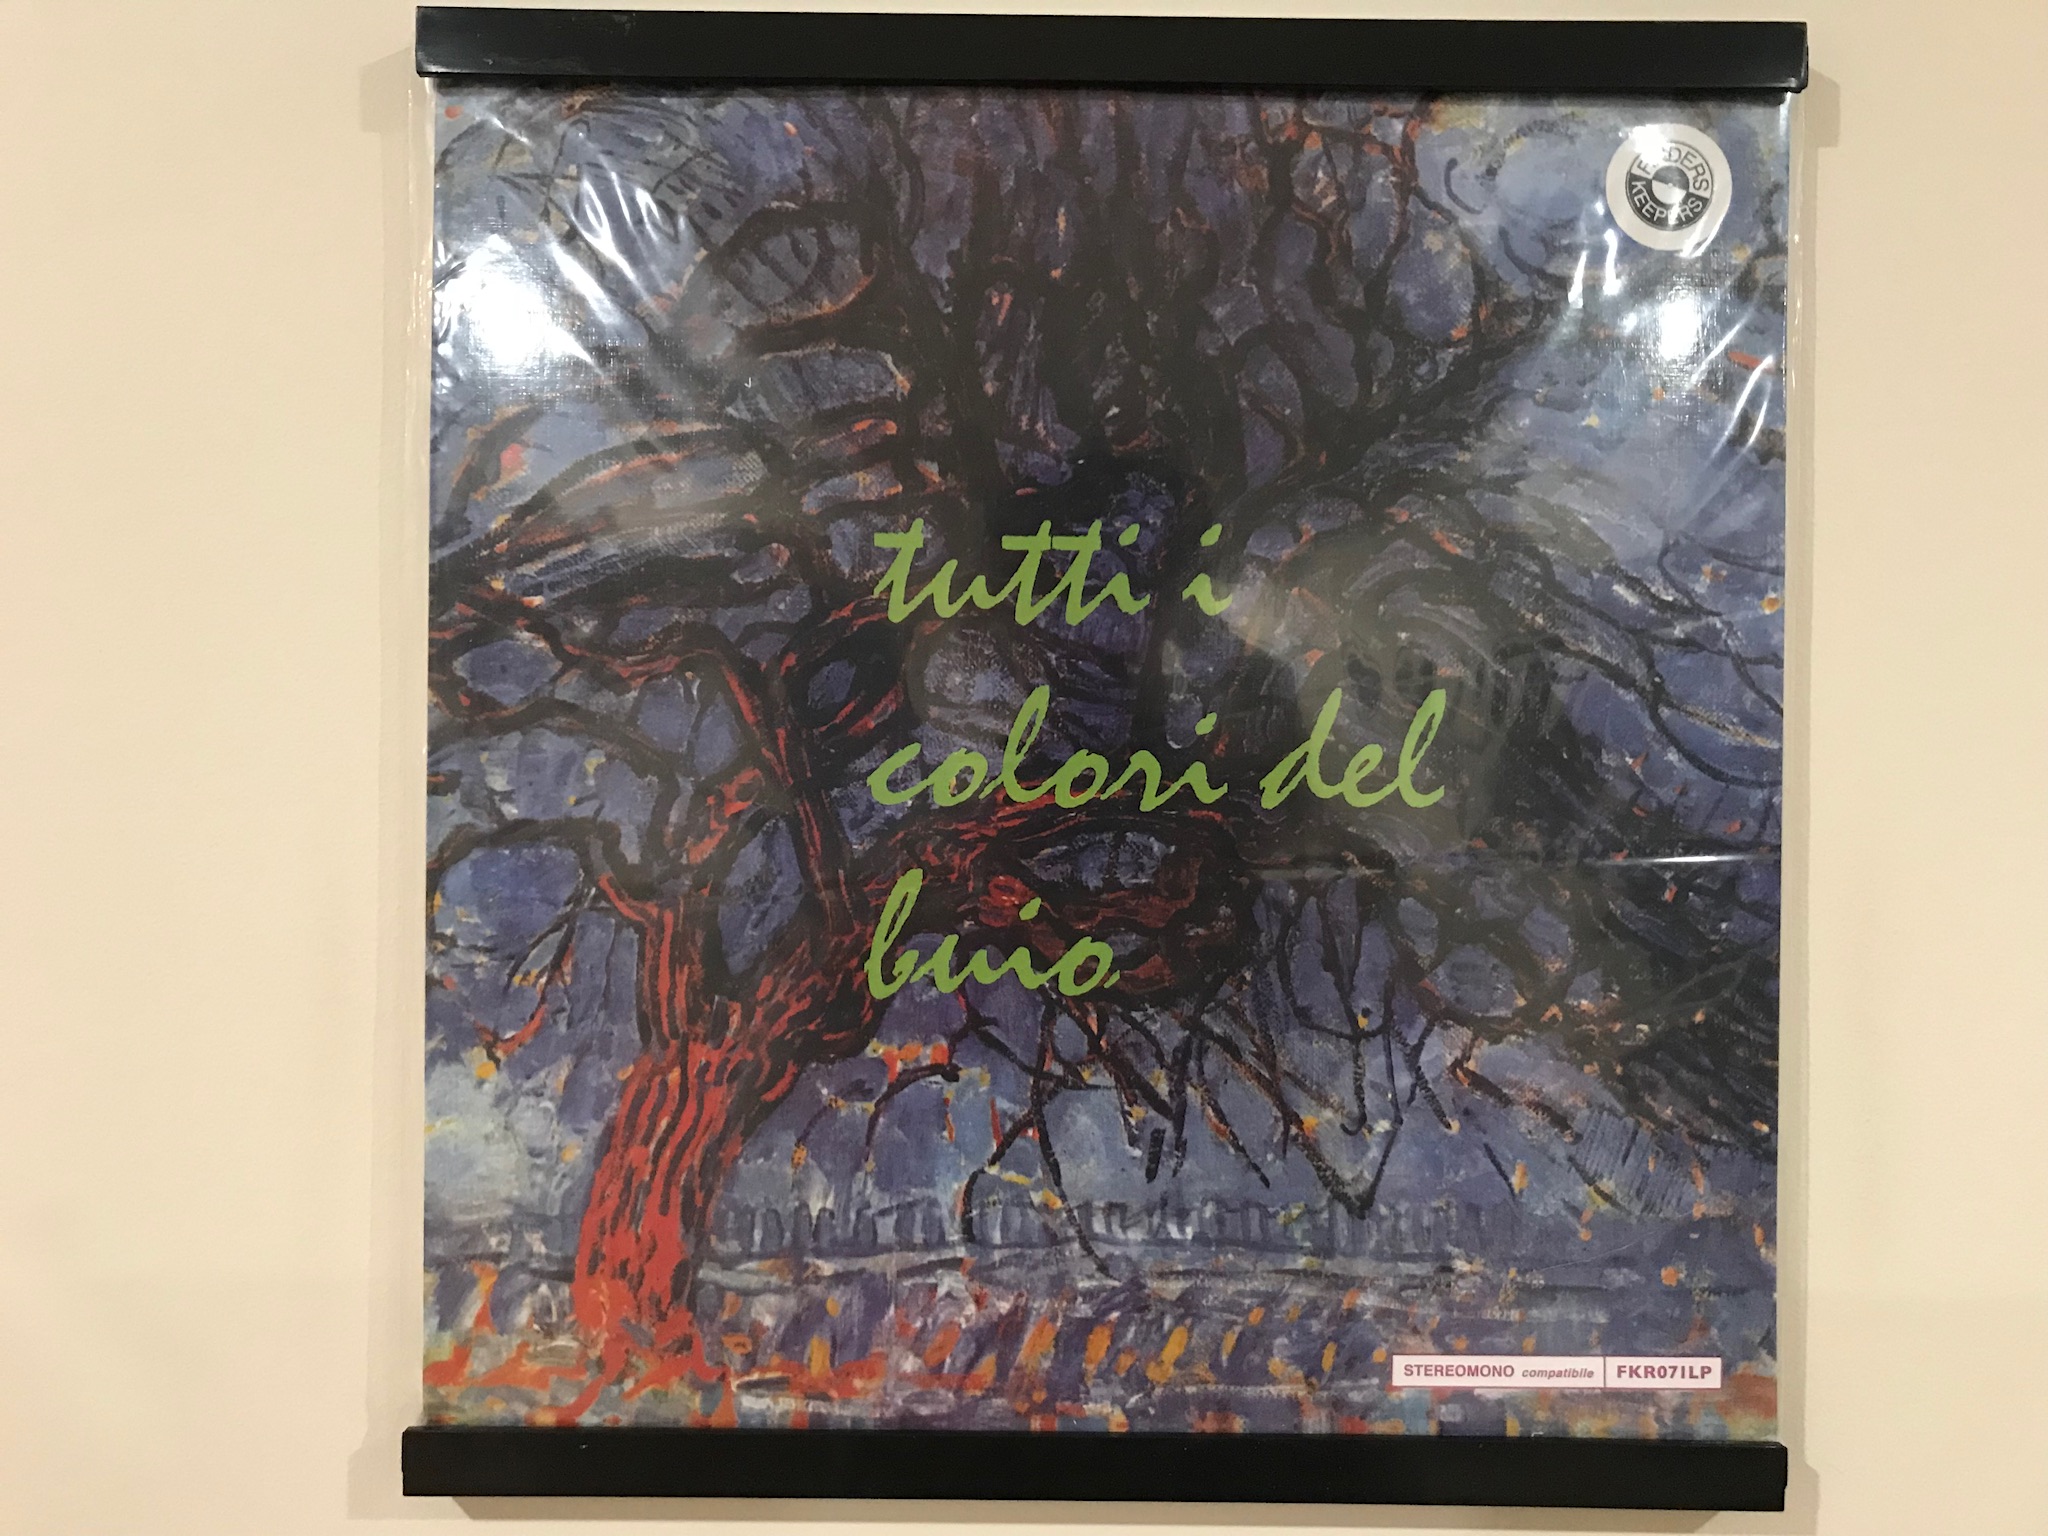 FINDERS
KEEPERS
tutti i
colori del
buio
STEREOMONO compatibile FKR071LP